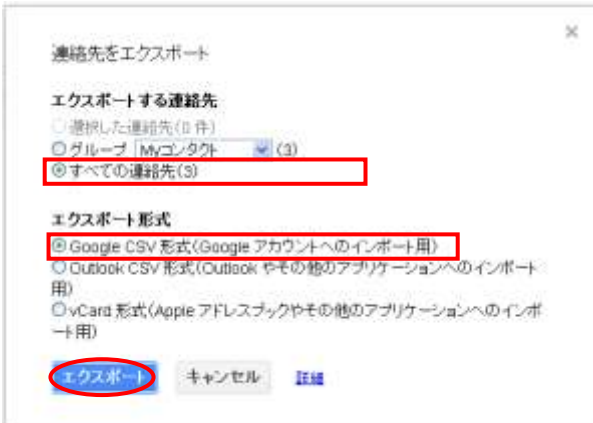 ×
連絡先をエクスポート
エクスポートする連絡先
選択した連絡先(0 件)
グループ Myコンタクト (3)
すべての連絡先(3)
エクスポート形式
Google CSV 形式(Google アカウントへのインポート用)
Outlook CSV 形式(Outlook やその他のアプリケーションへのインポート
用)
vCard 形式(Apple アドレスブックやその他のアプリケーションへのインポ
ート用)
エクスポート キャンセル 詳細